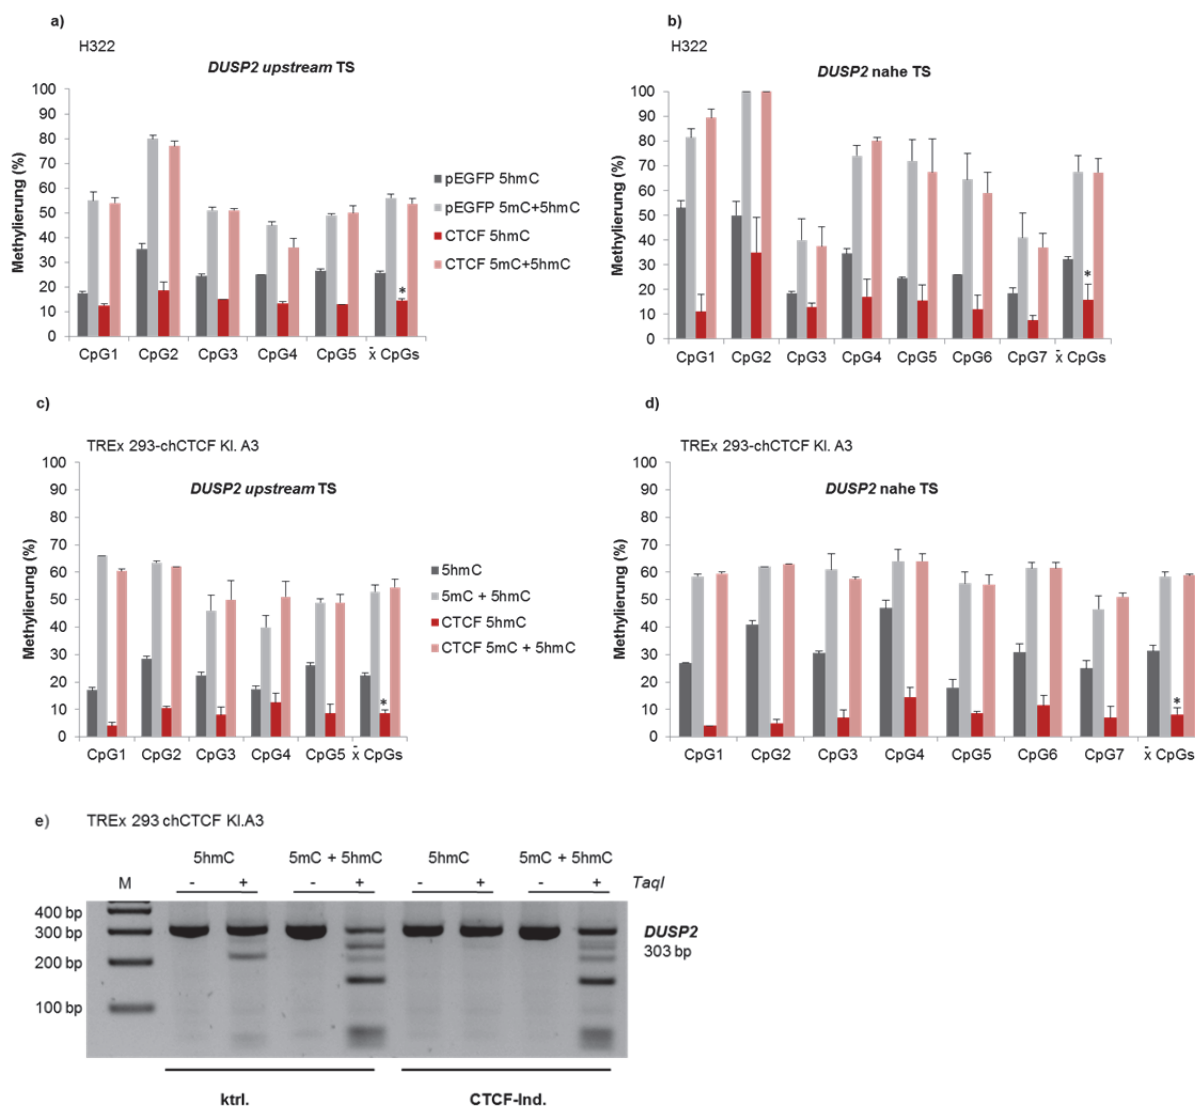 a)
H322
DUSP2 upstream TS
Methylierung (%)
100
90
80
70
60
50
40
30
20
10
0
CpG1 CpG2 CpG3 CpG4 CpG5 x̄ CpGs
*
pEGFP 5hmC
pEGFP 5mC+5hmC
CTCF 5hmC
CTCF 5mC+5hmC
b)
H322
DUSP2 nahe TS
Methylierung (%)
100
90
80
70
60
50
40
30
20
10
0
CpG1 CpG2 CpG3 CpG4 CpG5 CpG6 CpG7 x̄ CpGs
*
c)
TREx 293-chCTCF Kl. A3
DUSP2 upstream TS
Methylierung (%)
100
90
80
70
60
50
40
30
20
10
0
CpG1 CpG2 CpG3 CpG4 CpG5 x̄ CpGs
*
5hmC
5mC + 5hmC
CTCF 5hmC
CTCF 5mC + 5hmC
d)
TREx 293-chCTCF Kl. A3
DUSP2 nahe TS
Methylierung (%)
100
90
80
70
60
50
40
30
20
10
0
CpG1 CpG2 CpG3 CpG4 CpG5 CpG6 CpG7 x̄ CpGs
*
e) TREx 293 chCTCF Kl.A3
5hmC 5mC + 5hmC 5hmC 5mC + 5hmC
M - + - + - + - + TaqI
400 bp
300 bp
200 bp
100 bp
DUSP2
303 bp
ktrl. CTCF-Ind.